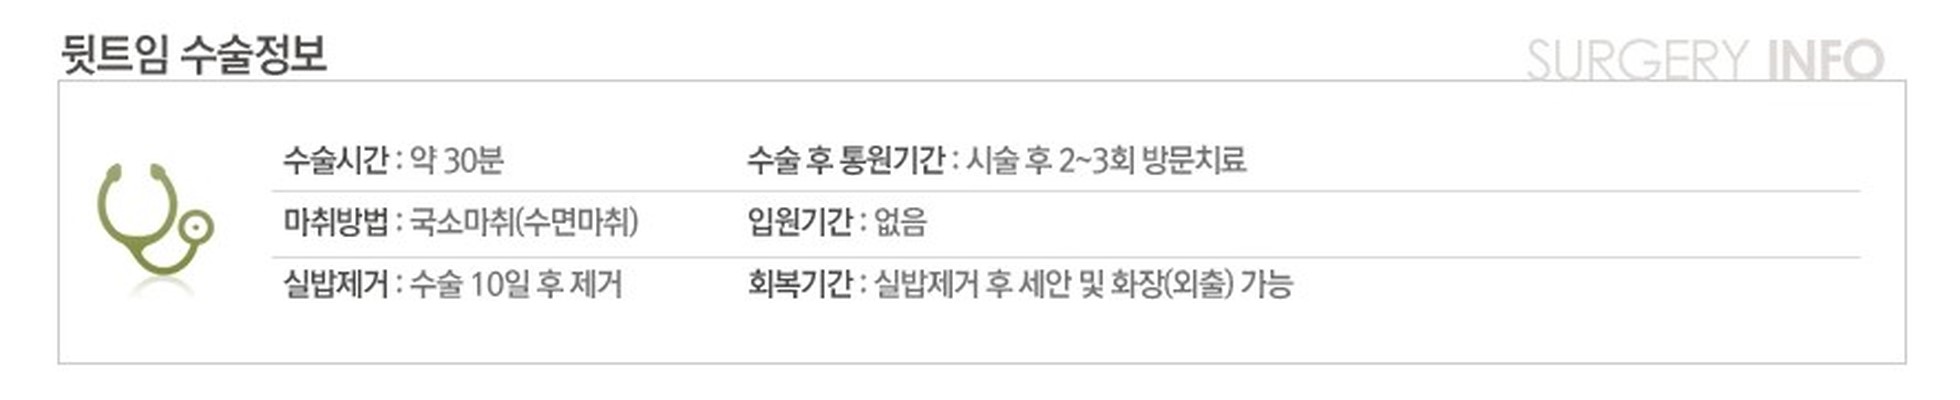 뒷트임 수술정보
SURGERY INFO
수술시간 : 약 30분 수술 후 통원기간 : 시술 후 2~3회 방문치료
마취방법 : 국소마취(수면마취) 입원기간 : 없음
실밥제거 : 수술 10일 후 제거 회복기간 : 실밥제거 후 세안 및 화장(외출) 가능